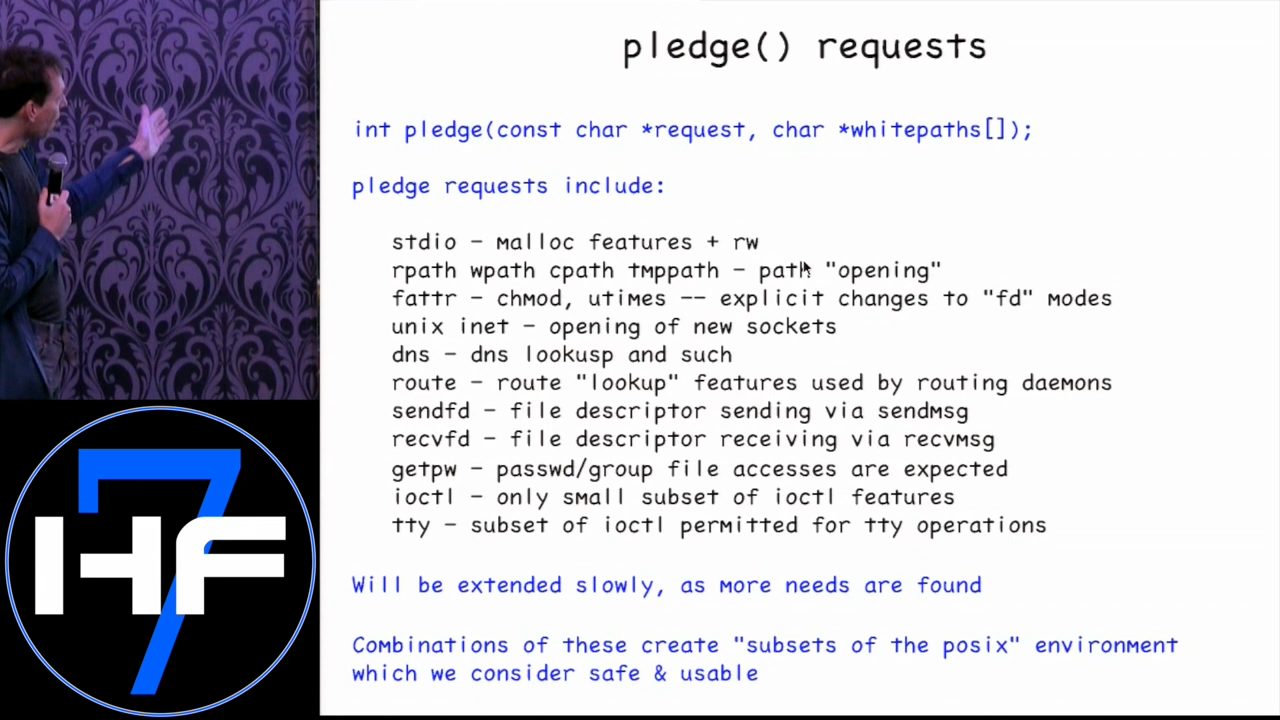 pledge() requests
int pledge(const char *request, char *whitepaths[]);
pledge requests include:
stdio - malloc features + rw
rpath wpath cpath tmppath - path "opening"
fattr - chmod, utimes -- explicit changes to "fd" modes
unix inet - opening of new sockets
dns - dns lookusp and such
route - route "lookup" features used by routing daemons
sendfd - file descriptor sending via sendmsg
recvfd - file descriptor receiving via recvmsg
getpw - passwd/group file accesses are expected
ioctl - only small subset of ioctl features
tty - subset of ioctl permitted for tty operations
Will be extended slowly, as more needs are found
Combinations of these create "subsets of the posix" environment
which we consider safe & usable
7
HF